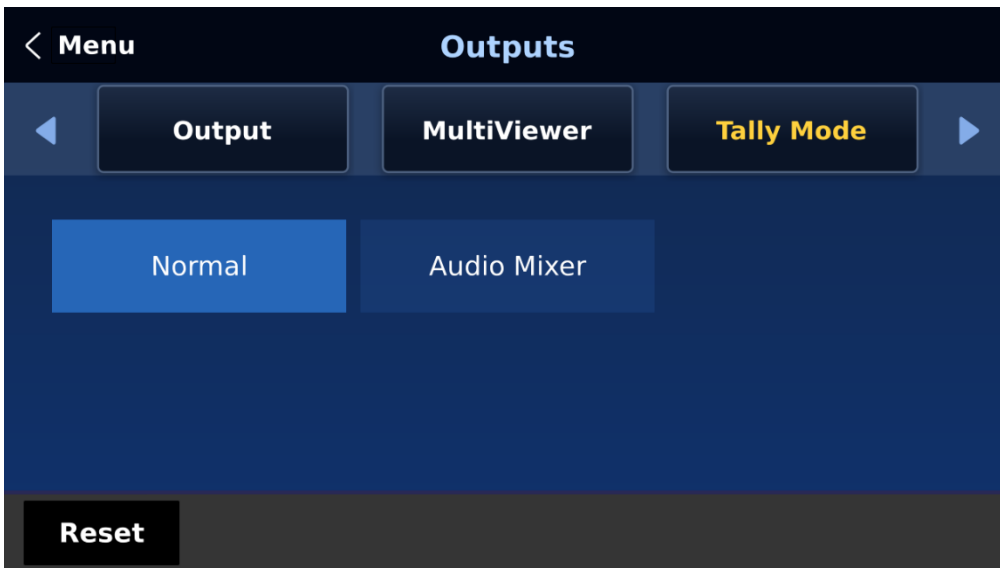 Menu
Outputs
Output
MultiViewer
Tally Mode
Normal
Audio Mixer
Reset